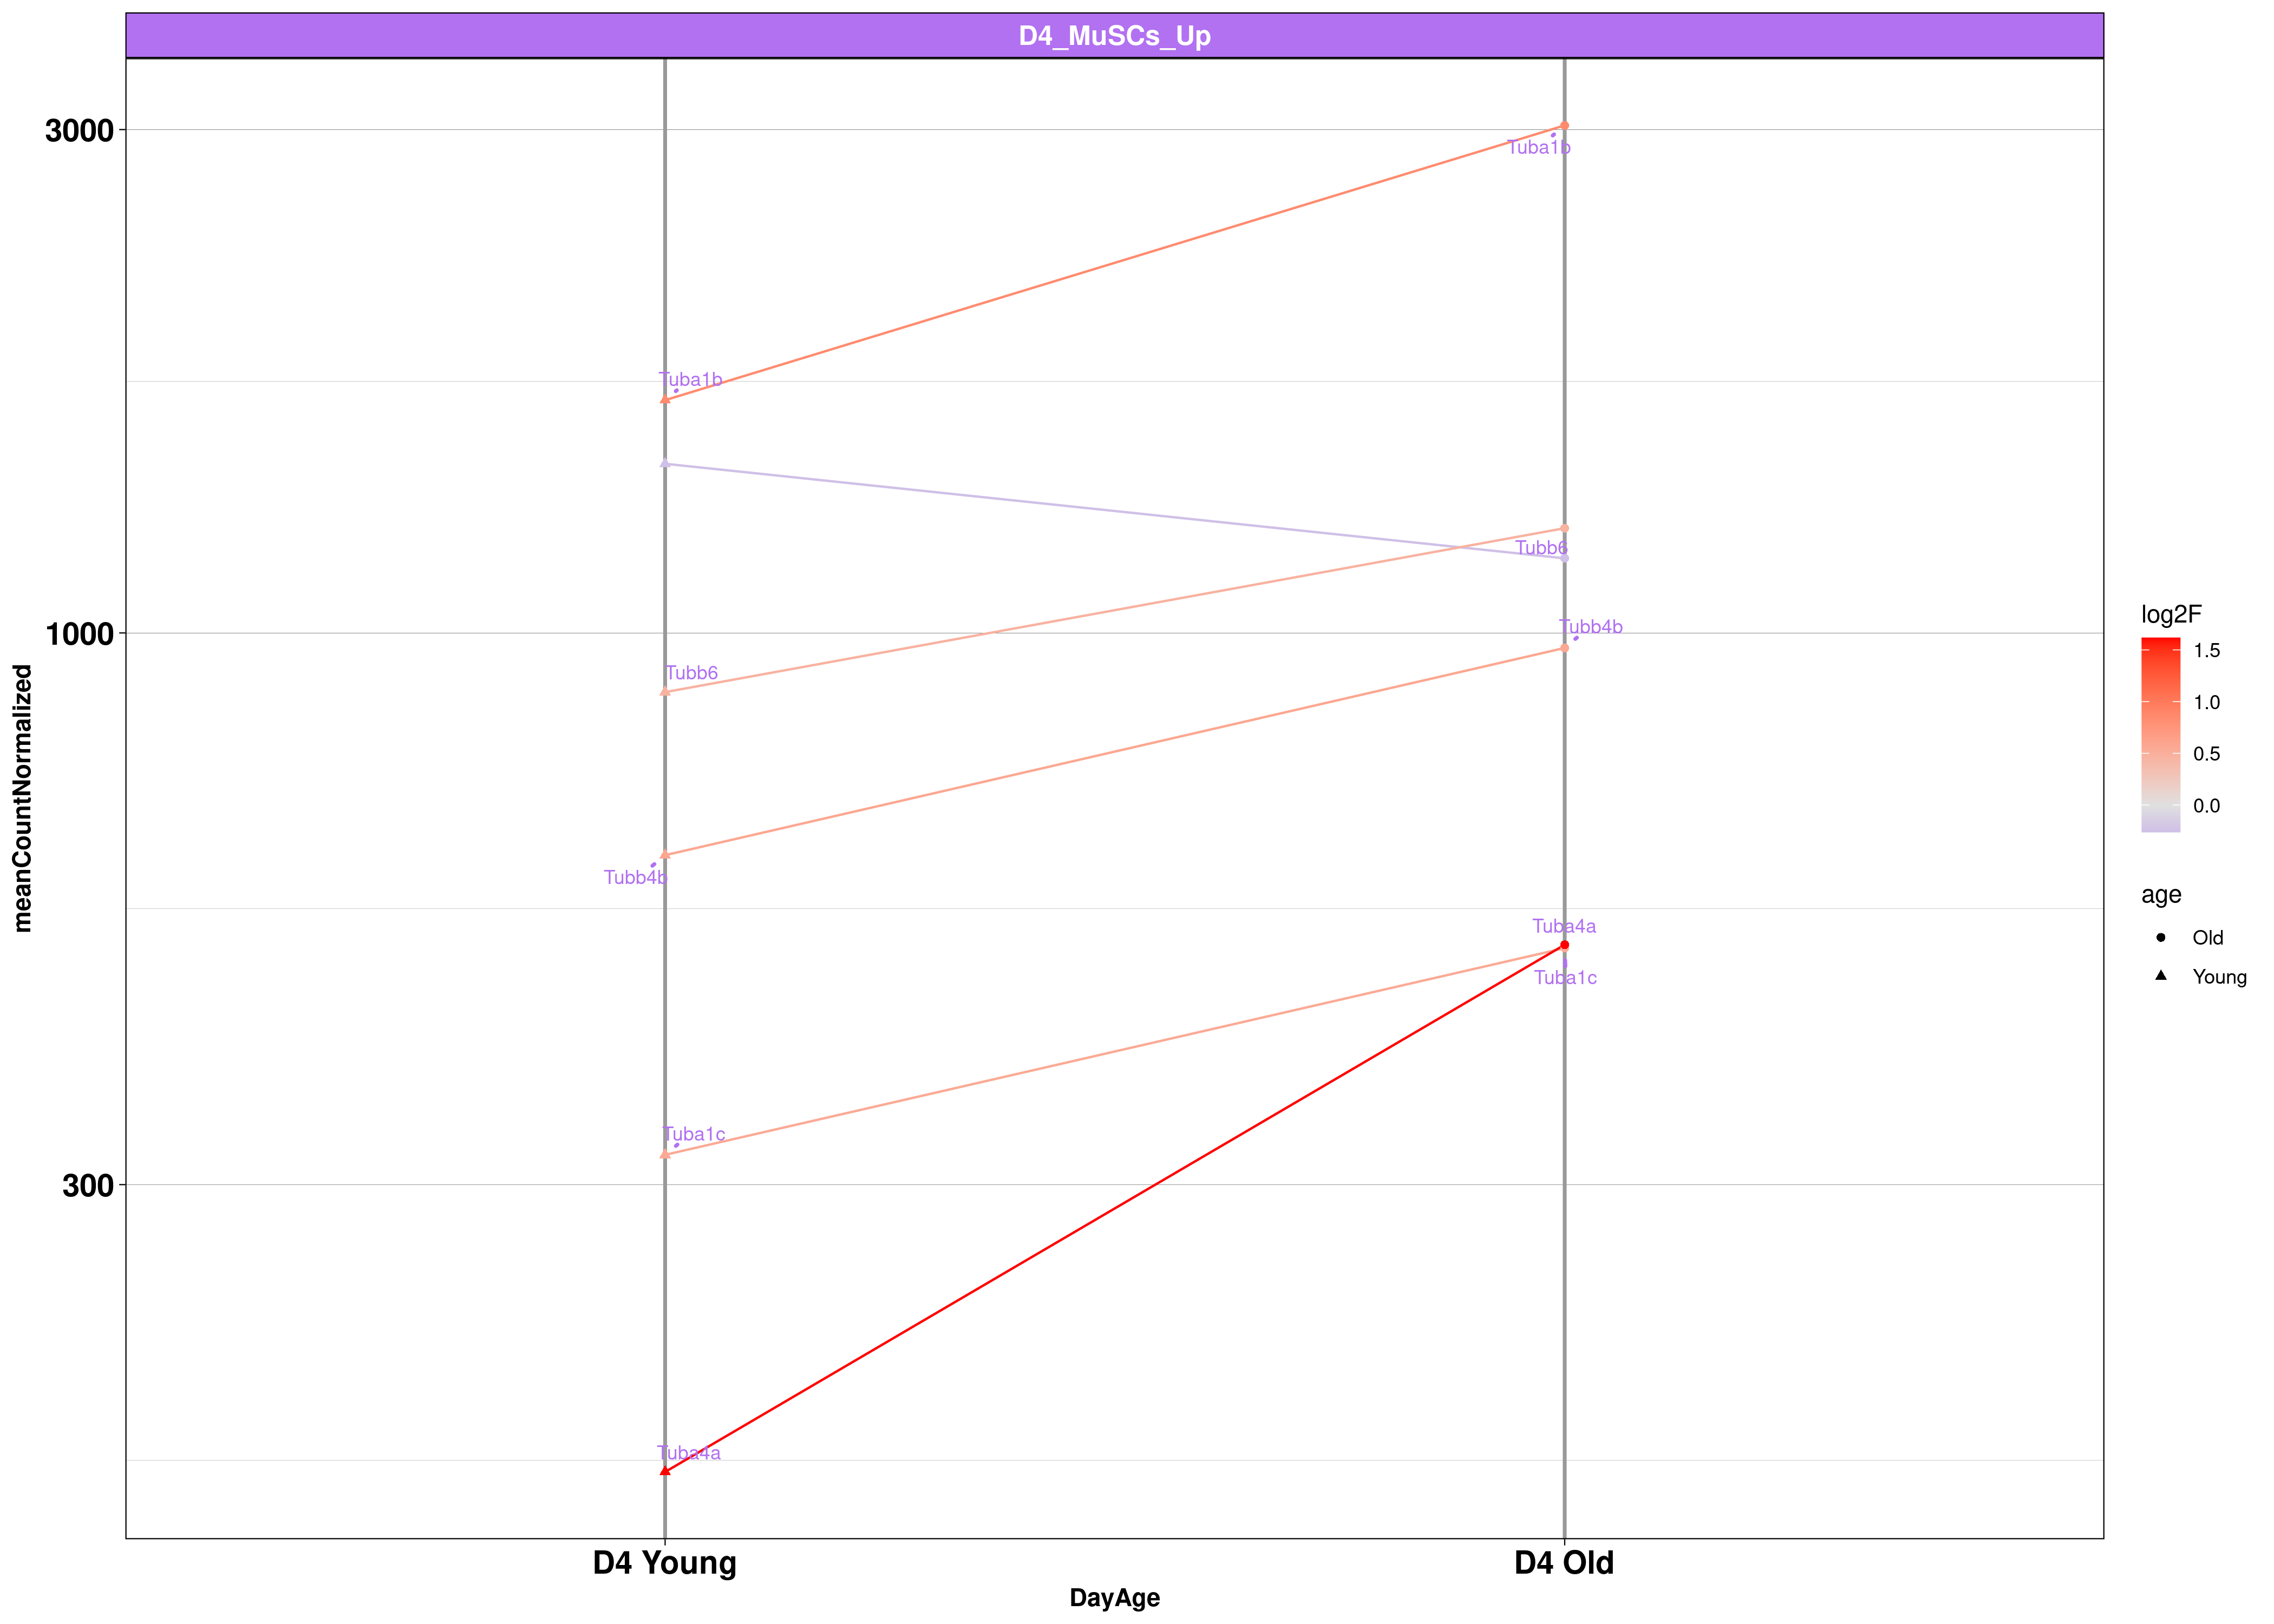 D4_MuSCs_Up
3000
1000
300
meanCountNormalized
Tuba1b
Tuba1b
Tubb6
Tubb4b
Tubb6
Tubb4b
Tuba4a
Tuba1c
Tuba1c
Tuba4a
D4 Young
D4 Old
DayAge
log2F
1.5
1.0
0.5
0.0
age
Old
Young